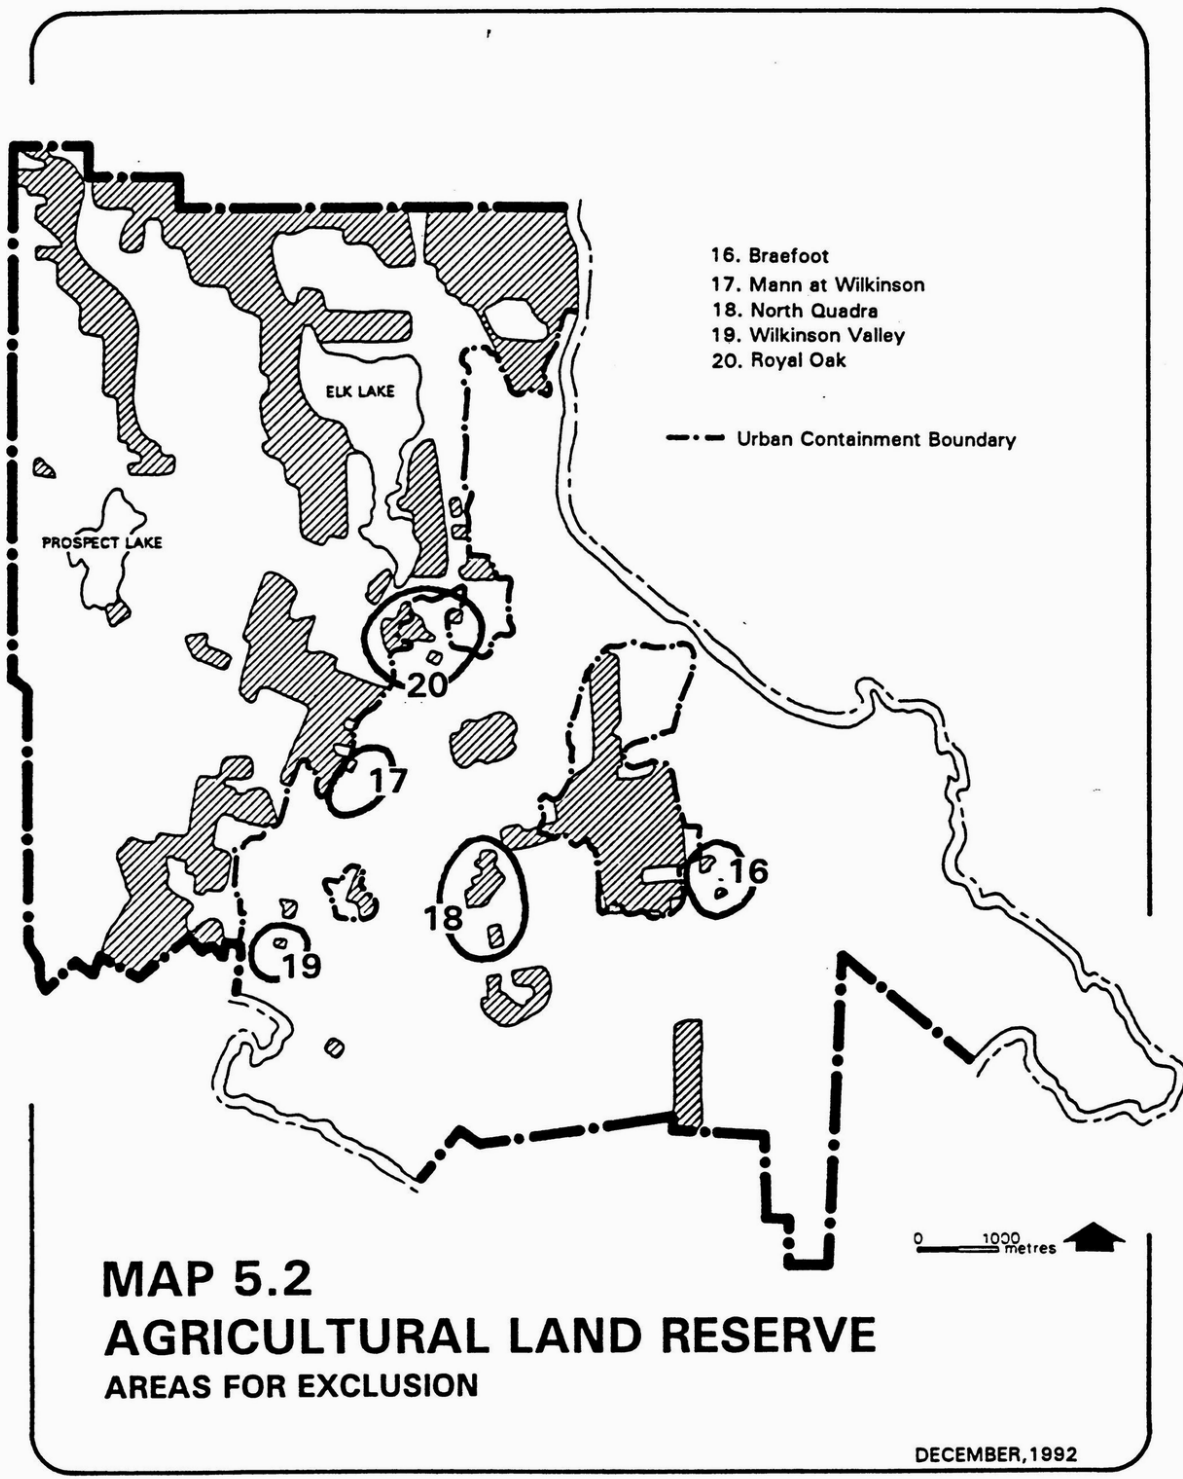 16. Braefoot
17. Mann at Wilkinson
18. North Quadra
19. Wilkinson Valley
20. Royal Oak
ELK LAKE
Urban Containment Boundary
PROSPECT LAKE
20
17
16
18
19
0 1000
metres
MAP 5.2
AGRICULTURAL LAND RESERVE
AREAS FOR EXCLUSION
DECEMBER, 1992